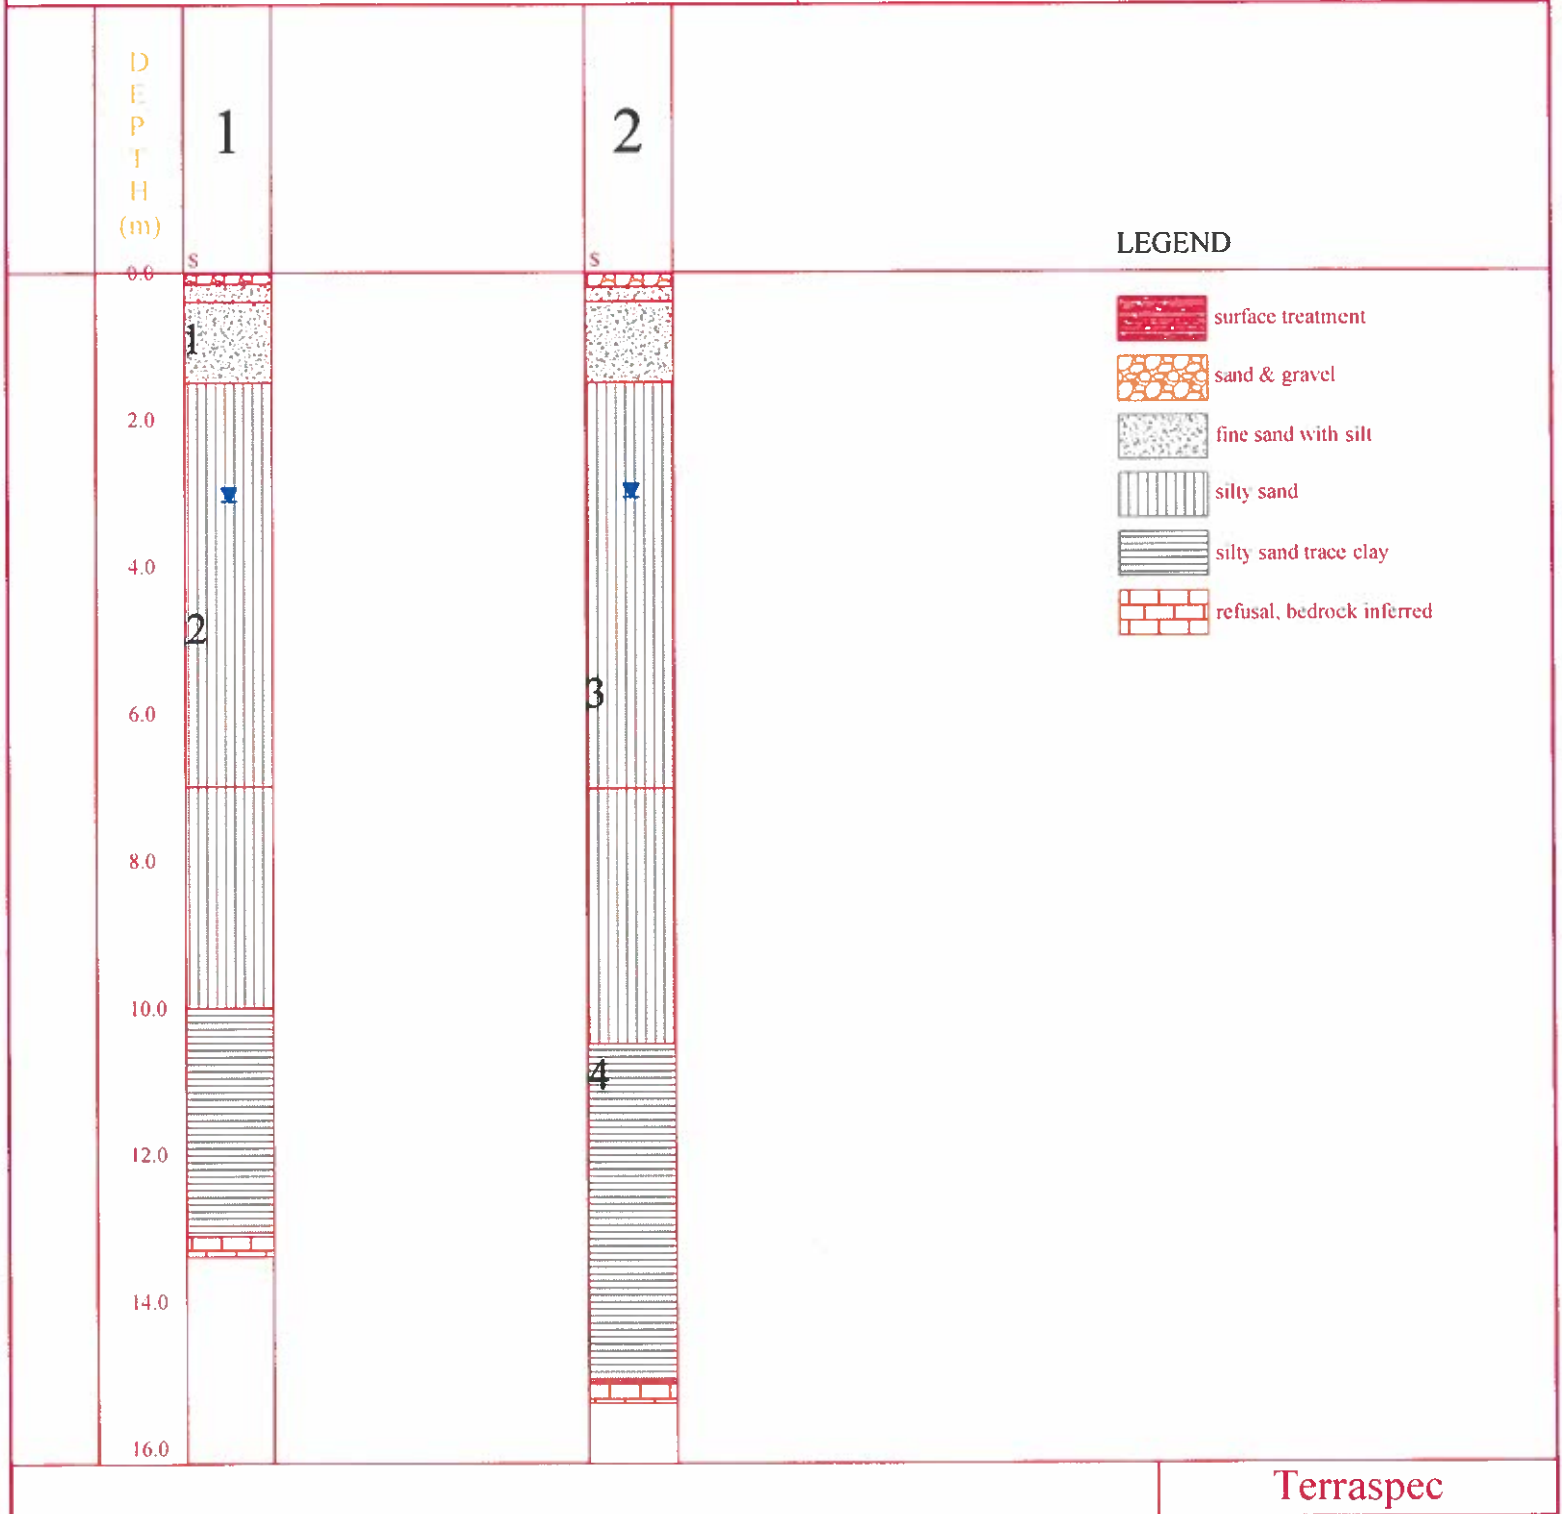 D
E
P
T
H
(m)
1
2
S
S
LEGEND
0.0
surface treatment
1
sand & gravel
2.0
fine sand with silt
silty sand
4.0
silty sand trace clay
2
refusal, bedrock inferred
3
6.0
8.0
10.0
4
12.0
14.0
16.0
Terraspec